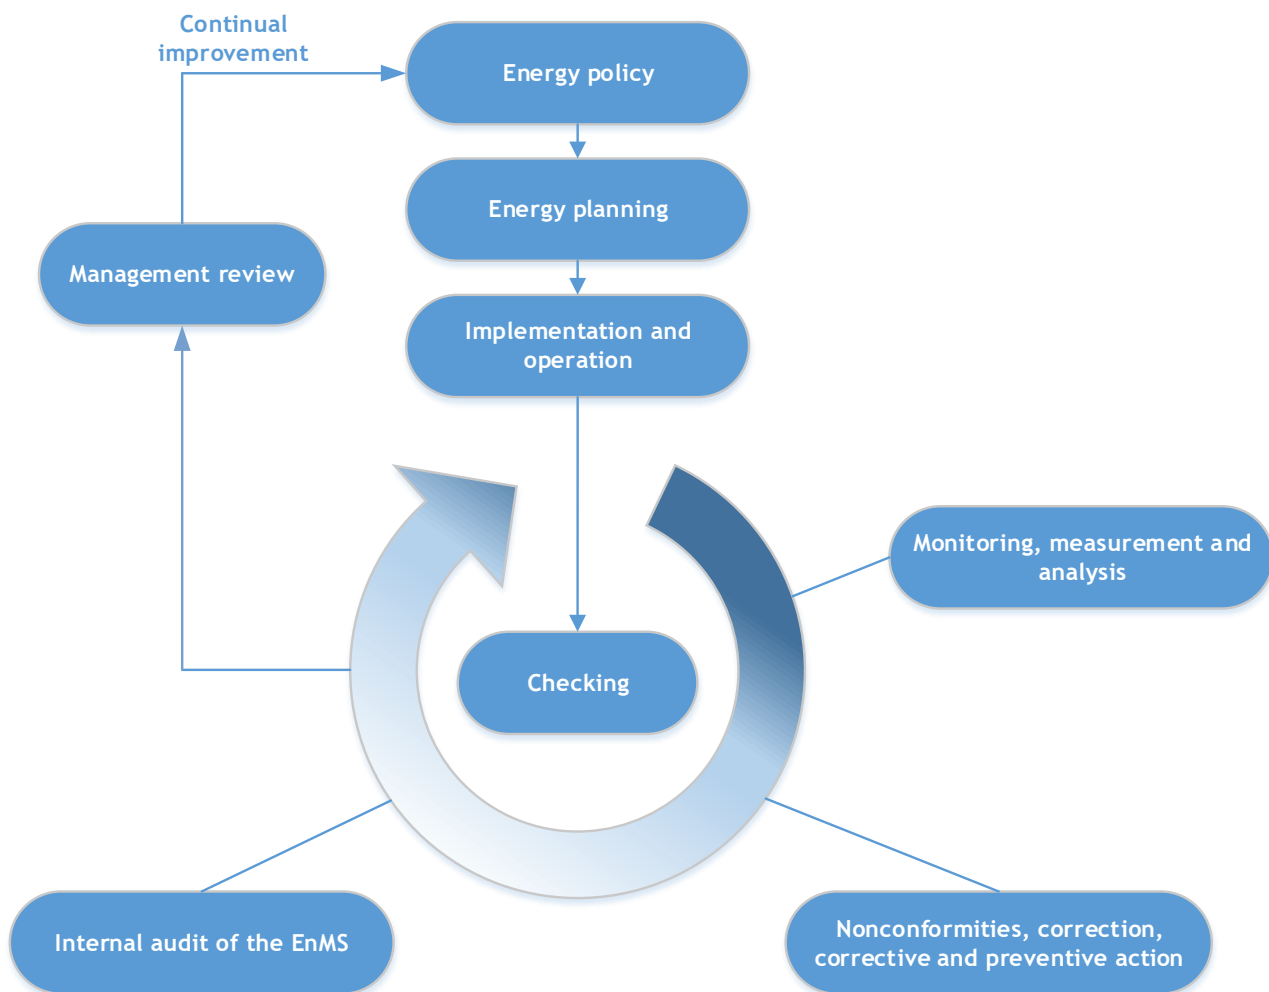 Continual
improvement
Energy policy
Energy planning
Management review
Implementation and
operation
Monitoring, measurement and
analysis
Checking
Internal audit of the EnMS
Nonconformities, correction,
corrective and preventive action